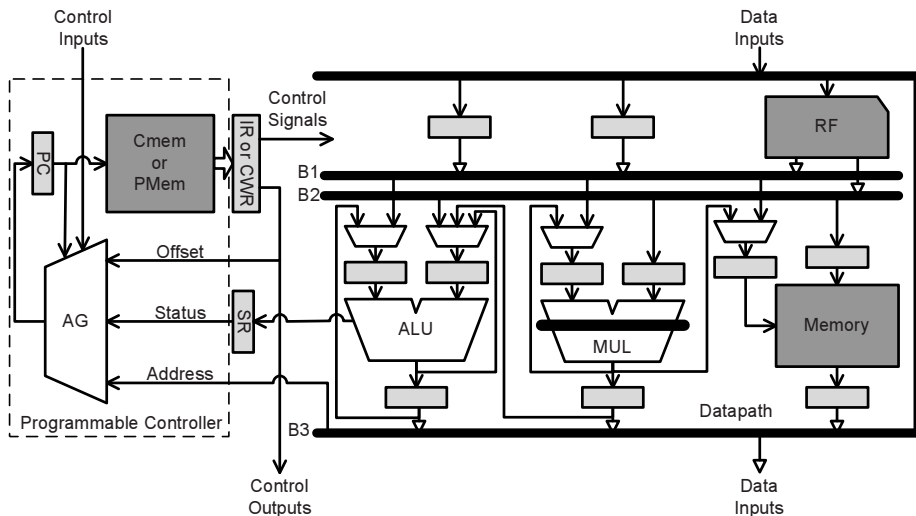 Control
Inputs
Data
Inputs
Control
Signals
PC
Cmem
or
PMem
IR or CWR
RF
B1
B2
Offset
AG
Status
SR
ALU
MUL
Memory
Address
Programmable Controller
Datapath
B3
Control
Outputs
Data
Inputs